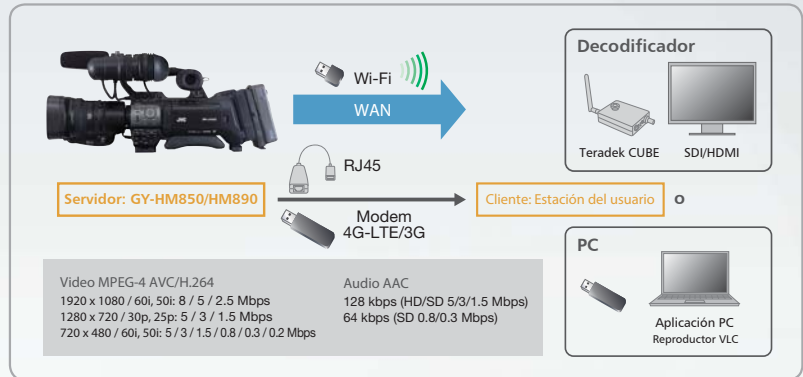 Wi-Fi
WAN
RJ45
Servidor: GY-HM850/HM890
Modem
4G-LTE/3G
Cliente: Estación del usuario
o
Decodificador
Teradek CUBE
SDI/HDMI
PC
Aplicación PC
Reproductor VLC
Video MPEG-4 AVC/H.264
1920 x 1080 / 60i, 50i: 8 / 5 / 2.5 Mbps
1280 x 720 / 30p, 25p: 5 / 3 / 1.5 Mbps
720 x 480 / 60i, 50i: 5 / 3 / 1.5 / 0.8 / 0.3 / 0.2 Mbps
Audio AAC
128 kbps (HD/SD 5/3/1.5 Mbps)
64 kbps (SD 0.8/0.3 Mbps)
JVC